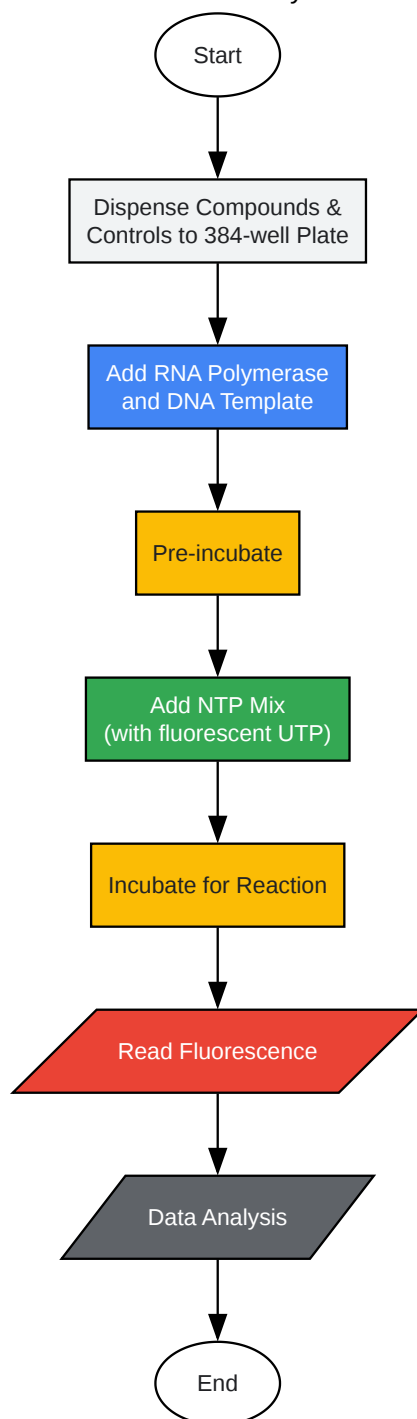 Start
Dispense Compounds &
Controls to 384-well Plate
Add RNA Polymerase
and DNA Template
Pre-incubate
Add NTP Mix
(with fluorescent UTP)
Incubate for Reaction
Read Fluorescence
Data Analysis
End